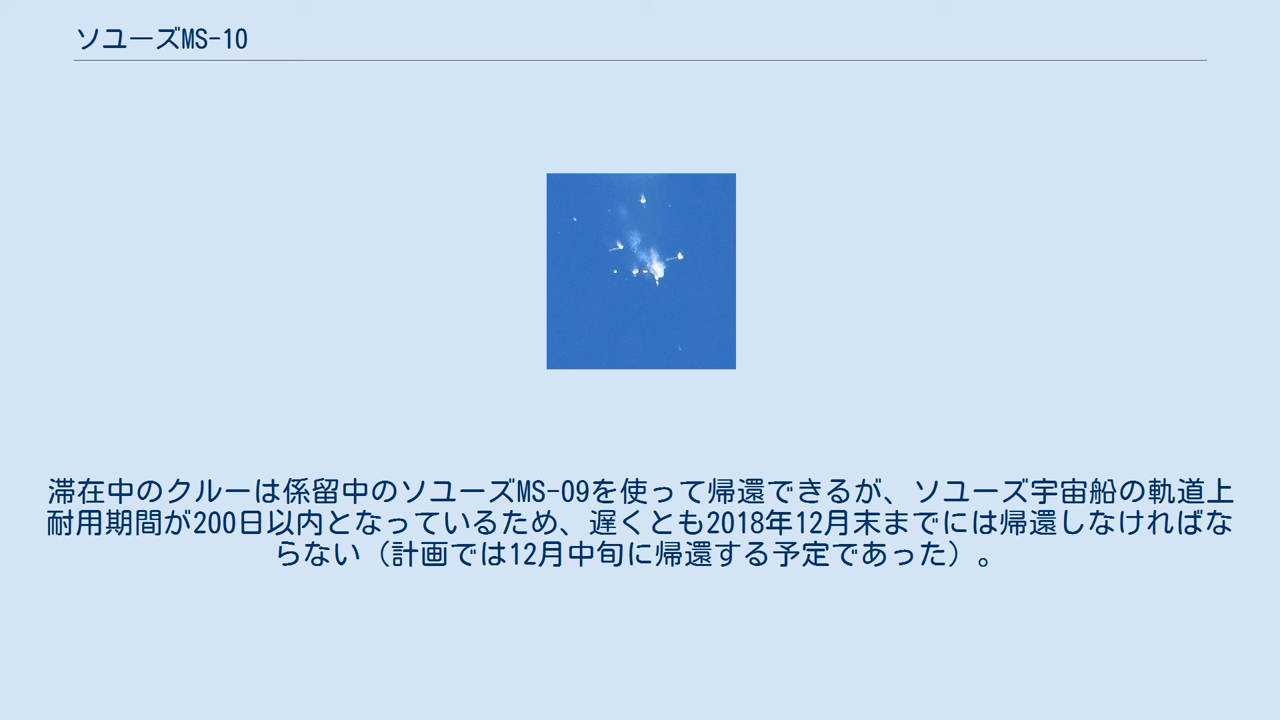 ソユーズMS-10
滞在中のクルーは係留中のソユーズMS-09を使って帰還できるが、ソユーズ宇宙船の軌道上
耐用期間が200日以内となっているため、遅くとも2018年12月末までには帰還しなければな
らない（計画では12月中旬に帰還する予定であった）。